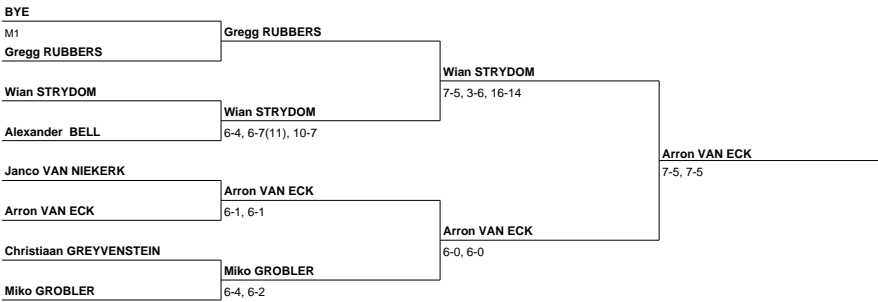 BYE
M1
Gregg RUBBERS
Gregg RUBBERS
Wian STRYDOM
7-5, 3-6, 16-14
Wian STRYDOM
Wian STRYDOM
6-4, 6-7(11), 10-7
Alexander BELL
Arron VAN ECK
7-5, 7-5
Janco VAN NIEKERK
Arron VAN ECK
6-1, 6-1
Arron VAN ECK
Arron VAN ECK
6-0, 6-0
Christiaan GREYVENSTEIN
Miko GROBLER
6-4, 6-2
Miko GROBLER